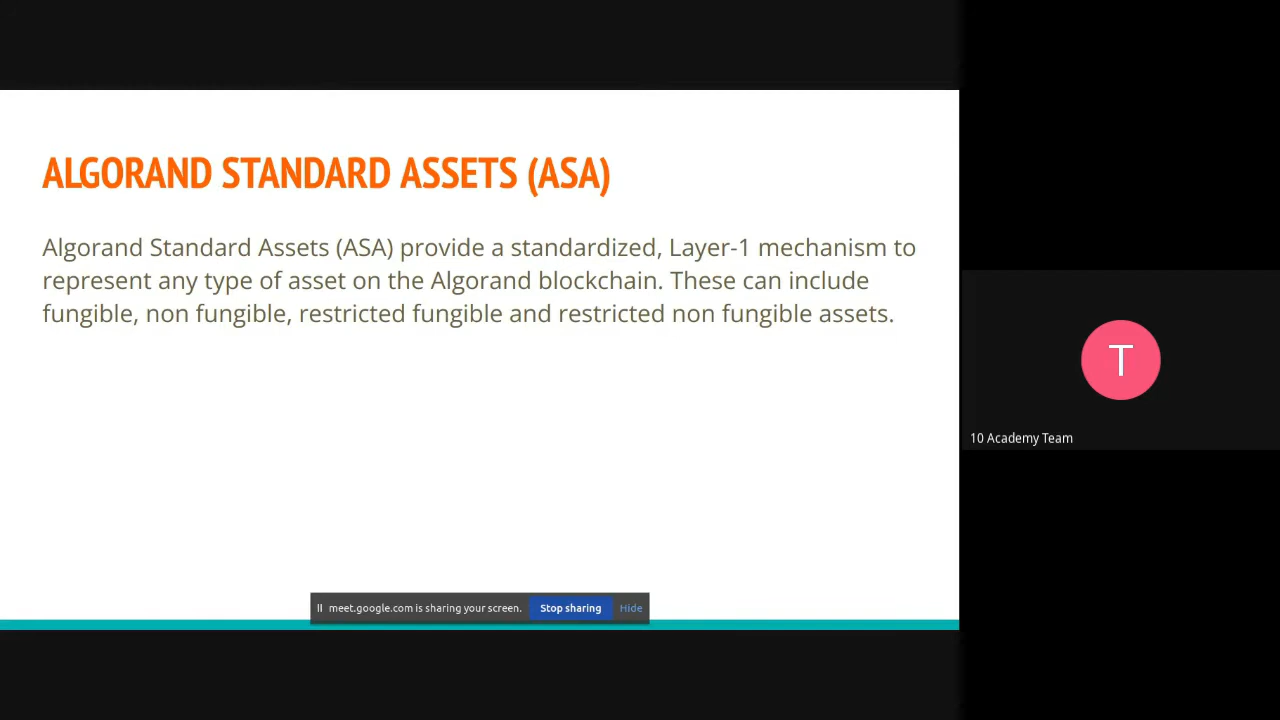 ALGORAND STANDARD ASSETS (ASA)
Algorand Standard Assets (ASA) provide a standardized, Layer-1 mechanism to
represent any type of asset on the Algorand blockchain. These can include
fungible, non fungible, restricted fungible and restricted non fungible assets.
T
10 Academy Team
meet.google.com is sharing your screen. Stop sharing Hide